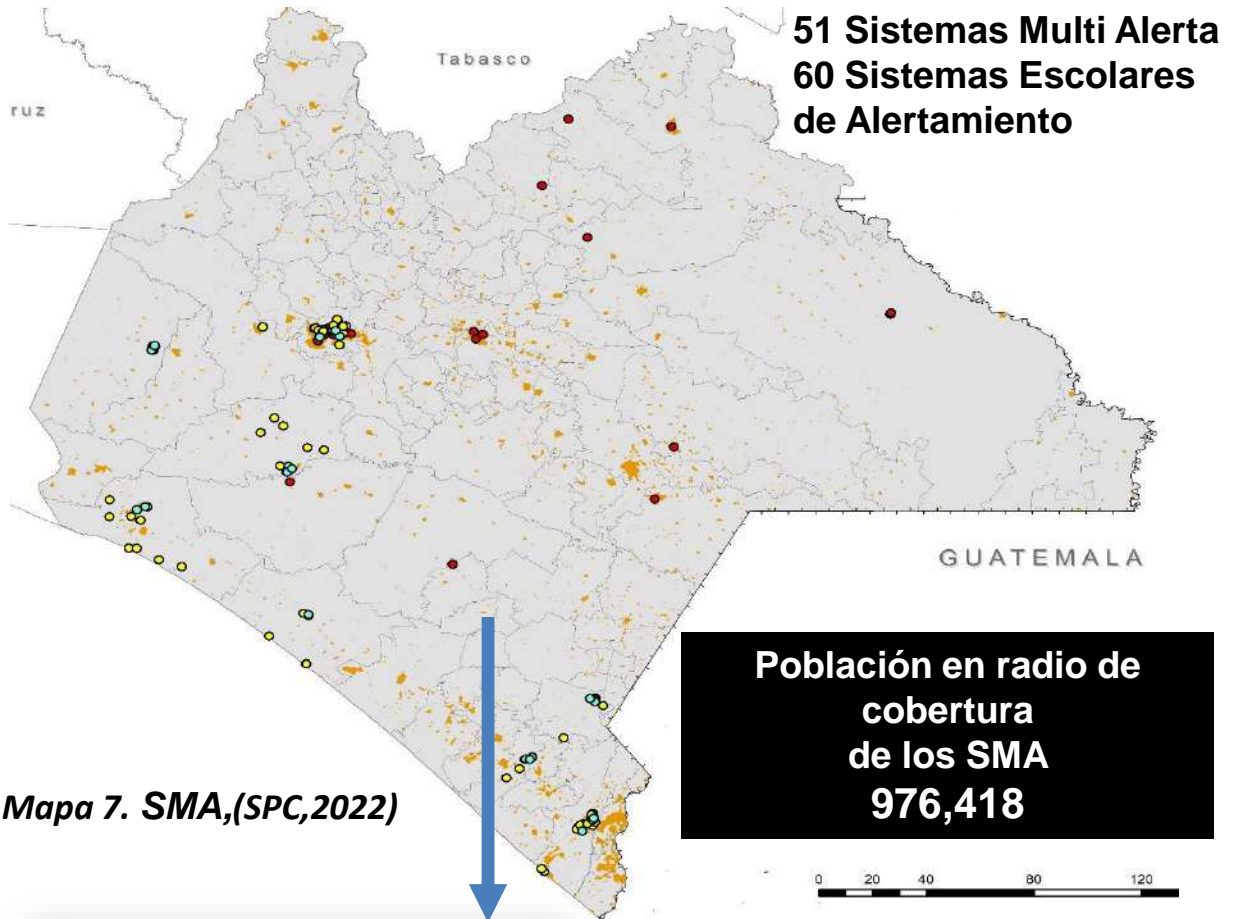 51 Sistemas Multi Alerta
60 Sistemas Escolares
de Alertamiento
Tabasco
ruz
GUATEMALA
Población en radio de
cobertura
de los SMA
976,418
Mapa 7. SMA,(SPC,2022)
0 20 40 80 120